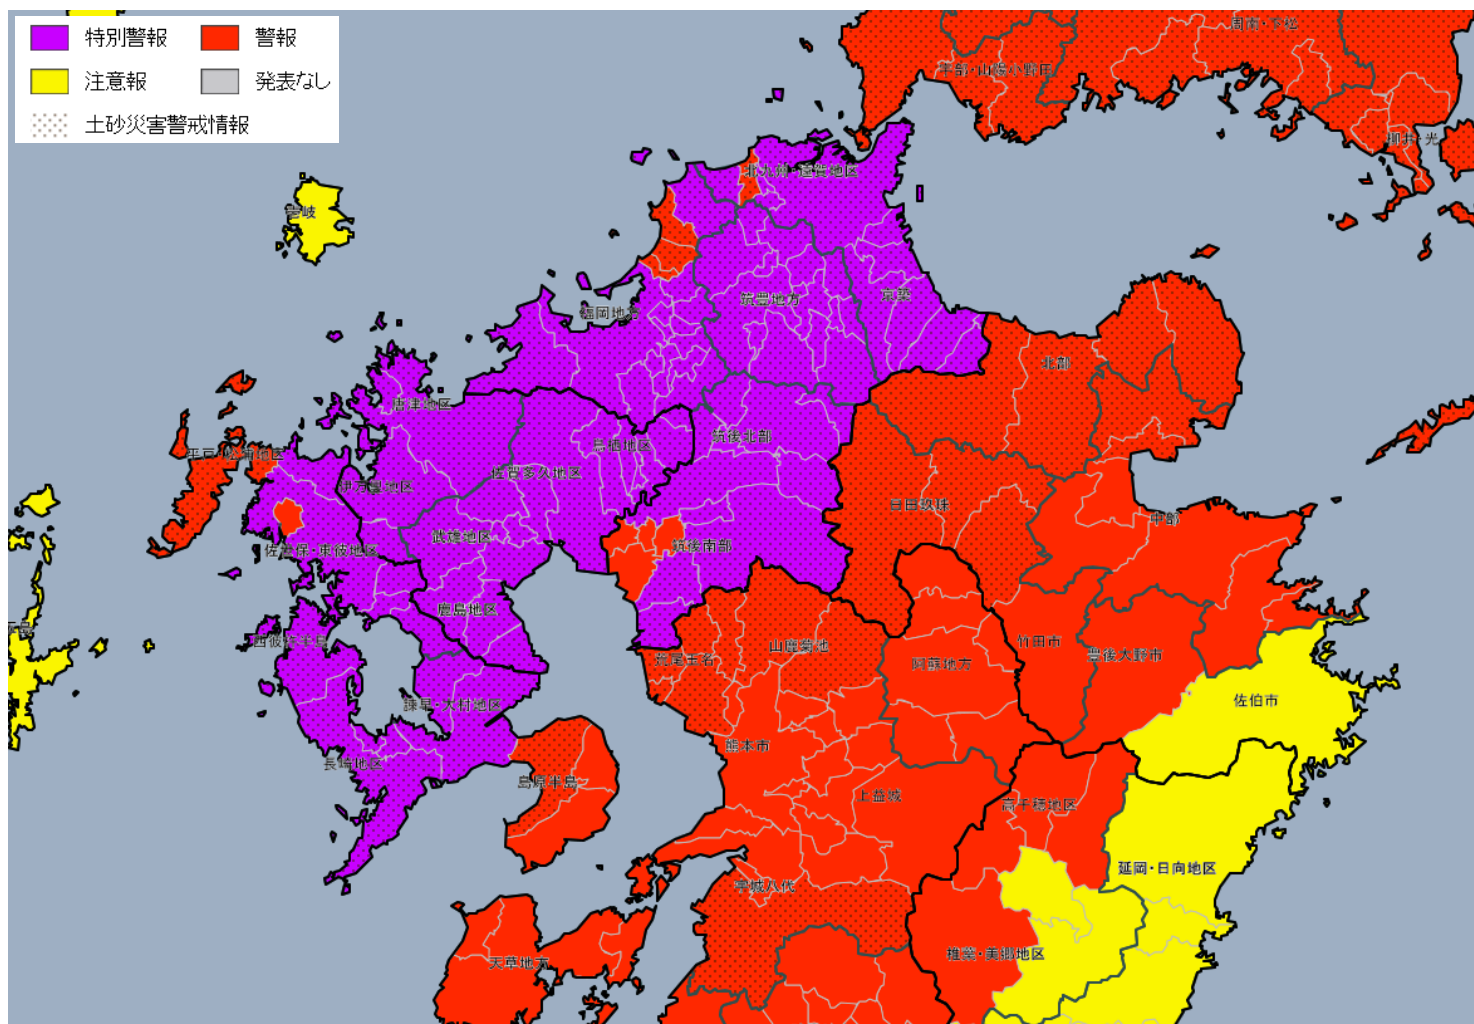 特別警報
警報
注意報
発表なし
土砂災害警戒情報
周南・下松
宇部・山陽小野田
柳井・光
北九州・遠賀地区
壱岐
筑豊地方
京築
福岡地方
北部
唐津地区
鳥栖地区
筑後北部
平戸・松浦地区
佐賀多久地区
伊万里地区
日田玖珠
中部
武雄地区
筑後南部
佐世保・東彼地区
鹿島地区
西彼杵半島
山鹿菊池
竹田市
豊後大野市
荒尾玉名
阿蘇地方
諫早・大村地区
佐伯市
熊本市
長崎地区
島原半島
上益城
高千穂地区
延岡・日向地区
宇城八代
椎葉・美郷地区
天草地方